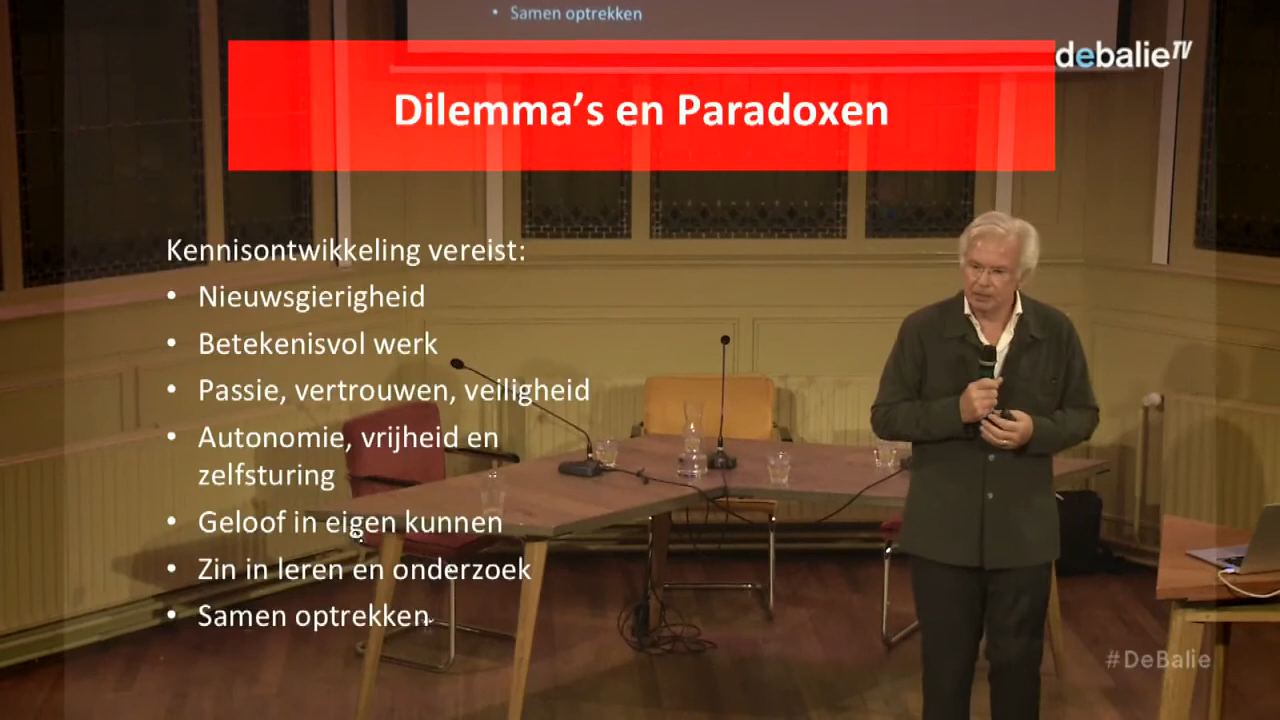 • Samen optrekken
debalieTV
Dilemma’s en Paradoxen
Kennisontwikkeling vereist:
• Nieuwsgierigheid
• Betekenisvol werk
• Passie, vertrouwen, veiligheid
• Autonomie, vrijheid en
zelfsturing
• Geloof in eigen kunnen
• Zin in leren en onderzoek
• Samen optrekken
#DeBalie